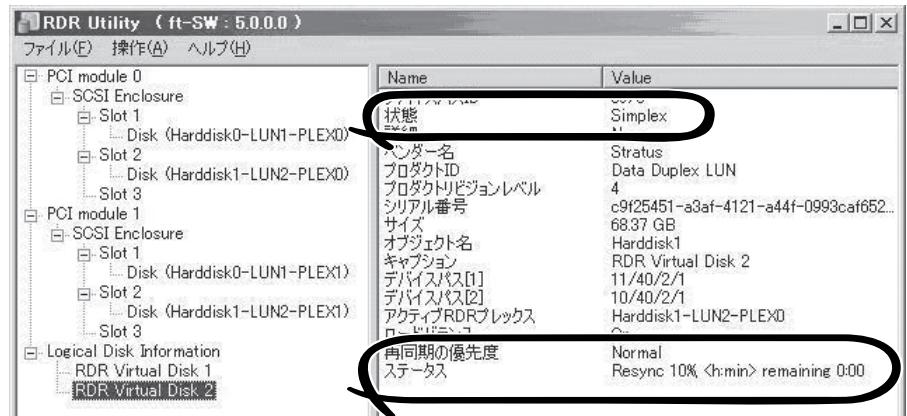 RDR Utility ( ft-SW : 5.0.0.0 )
ファイル(F) 操作(A) ヘルプ(H)
PCI module 0
SCSI Enclosure
Slot 1
Disk (Harddisk0-LUN1-PLEX0)
Slot 2
Disk (Harddisk1-LUN2-PLEX0)
Slot 3
PCI module 1
SCSI Enclosure
Slot 1
Disk (Harddisk0-LUN1-PLEX1)
Slot 2
Disk (Harddisk1-LUN2-PLEX1)
Slot 3
Logical Disk Information
RDR Virtual Disk 1
RDR Virtual Disk 2
Name Value
状態 Simplex
ベンダー名 Stratus
プロダクトID Data Duplex LUN
プロダクトリビジョンレベル 4
シリアル番号 c9f25451-a3af-4121-a44f-0993caf652...
サイズ 68.37 GB
オブジェクト名 Harddisk1
キャプション RDR Virtual Disk 2
デバイスパス[1] 11/40/2/1
デバイスパス[2] 10/40/2/1
アクティブRDRプレックス Harddisk1-LUN2-PLEX0
再同期の優先度 Normal
ステータス Resync 10%, <h:min> remaining 0:00